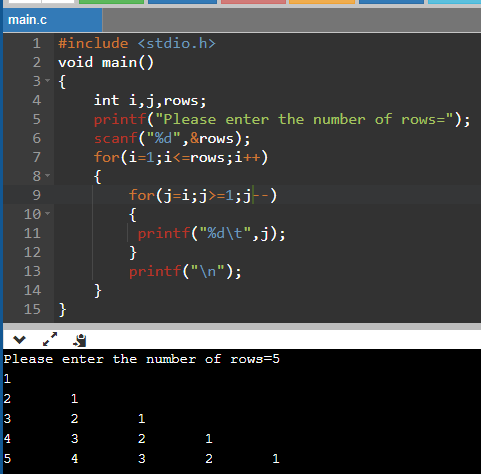 main.c
1 #include <stdio.h>
2 void main()
3 {
4 int i,j,rows;
5 printf("Please enter the number of rows=");
6 scanf("%d",&rows);
7 for(i=1;i<=rows;i++)
8 {
9 for(j=i;j>=1;j--)
10 {
11 printf("%d\t",j);
12 }
13 printf("\n");
14 }
15 }
Please enter the number of rows=5
1
2 1
3 2 1
4 3 2 1
5 4 3 2 1